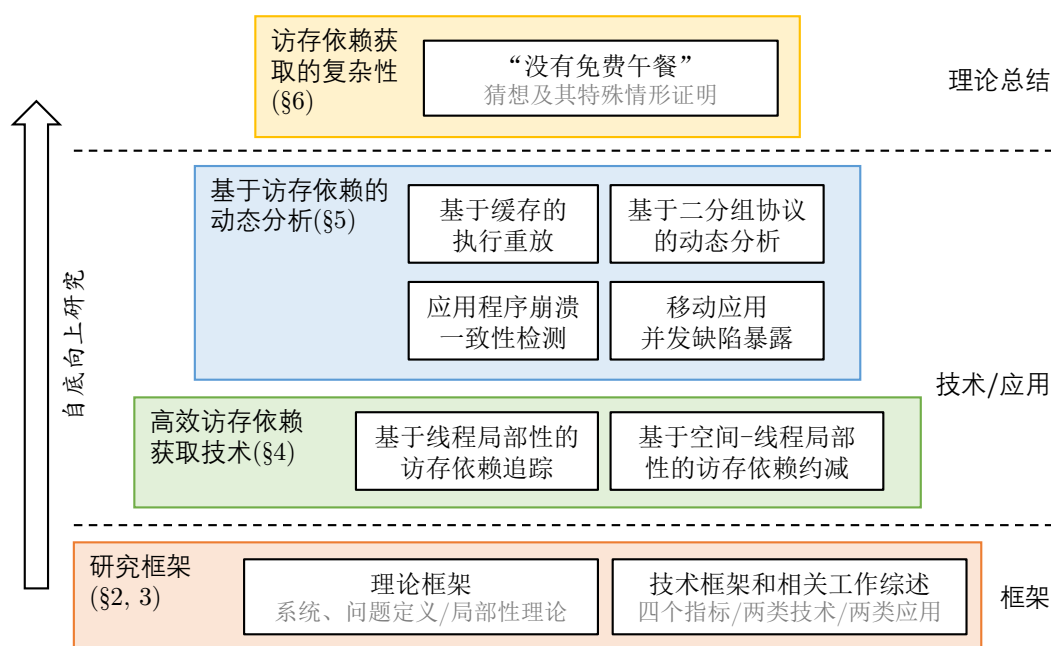 访存依赖获
取的复杂性
(§6)
“没有免费午餐”
猜想及其特殊情形证明
理论总结
基于访存依赖的
动态分析(§5)
基于缓存的
执行重放
基于二分组协议
的动态分析
应用程序崩溃
一致性检测
移动应用
并发缺陷暴露
技术/应用
自底向上研究
高效访存依赖
获取技术(§4)
基于线程局部性的
访存依赖追踪
基于空间-线程局部
性的访存依赖约减
研究框架
(§2, 3)
理论框架
系统、问题定义/局部性理论
技术框架和相关工作综述
四个指标/两类技术/两类应用
框架